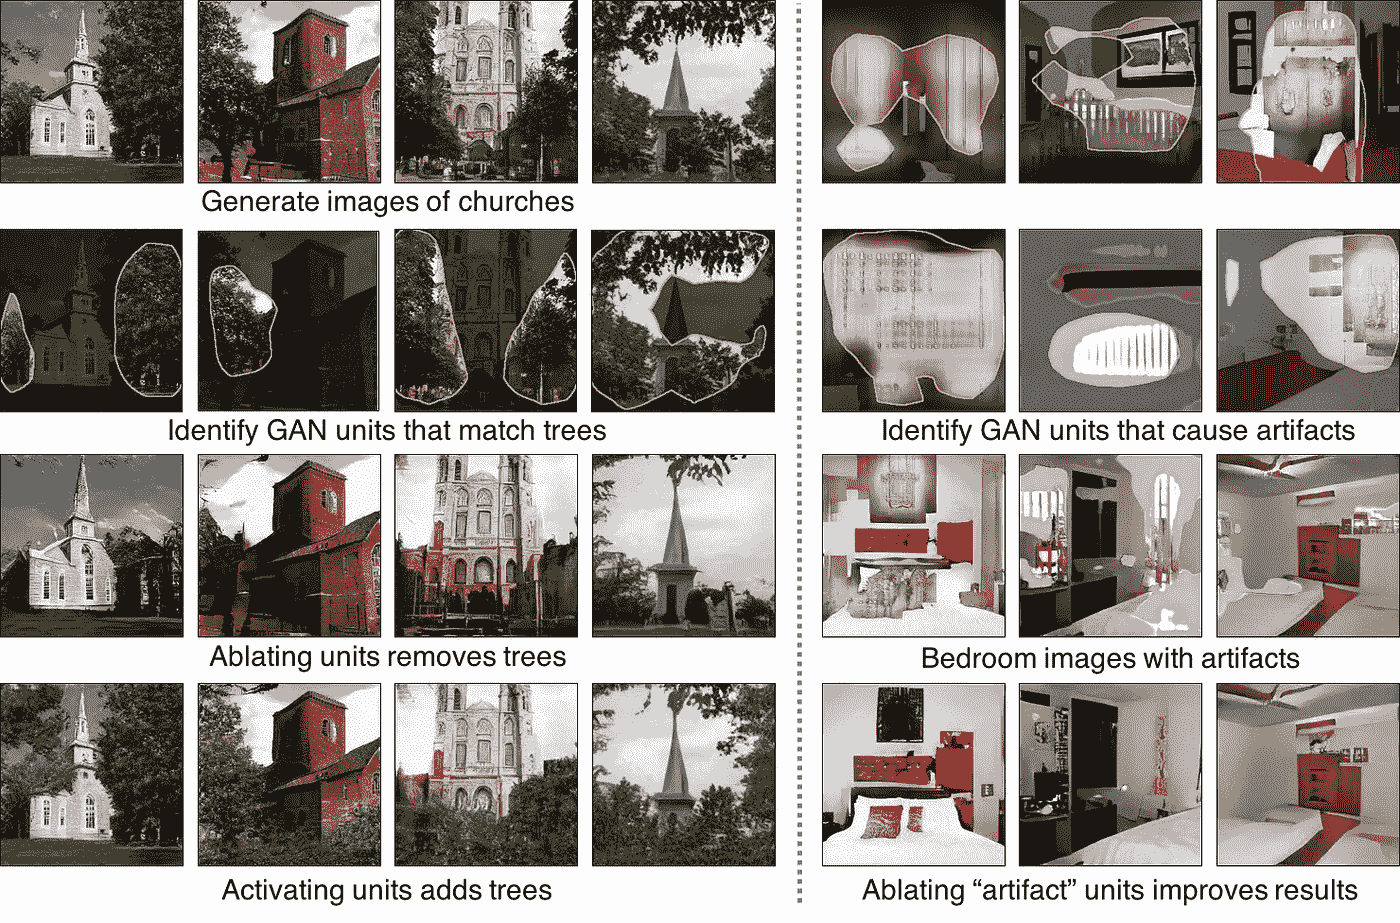 Generate images of churches
Identify GAN units that match trees
Ablating units removes trees
Activating units adds trees
Identify GAN units that cause artifacts
Bedroom images with artifacts
Ablating “artifact” units improves results